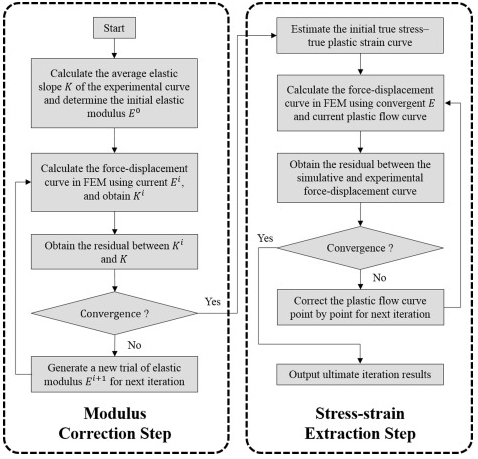 Start
Calculate the average elastic
slope K of the experimental curve
and determine the initial elastic
modulus E⁰
Calculate the force-displacement
curve in FEM using current Eⁱ,
and obtain Kⁱ
Obtain the residual between Kⁱ
and K
Convergence ?
Yes
No
Generate a new trial of elastic
modulus Eⁱ⁺¹ for next iteration
Modulus
Correction Step
Estimate the initial true stress–
true plastic strain curve
Calculate the force-displacement
curve in FEM using convergent E
and current plastic flow curve
Obtain the residual between the
simulative and experimental
force-displacement curve
Yes
Convergence ?
No
Correct the plastic flow curve
point by point for next iteration
Output ultimate iteration results
Stress-strain
Extraction Step